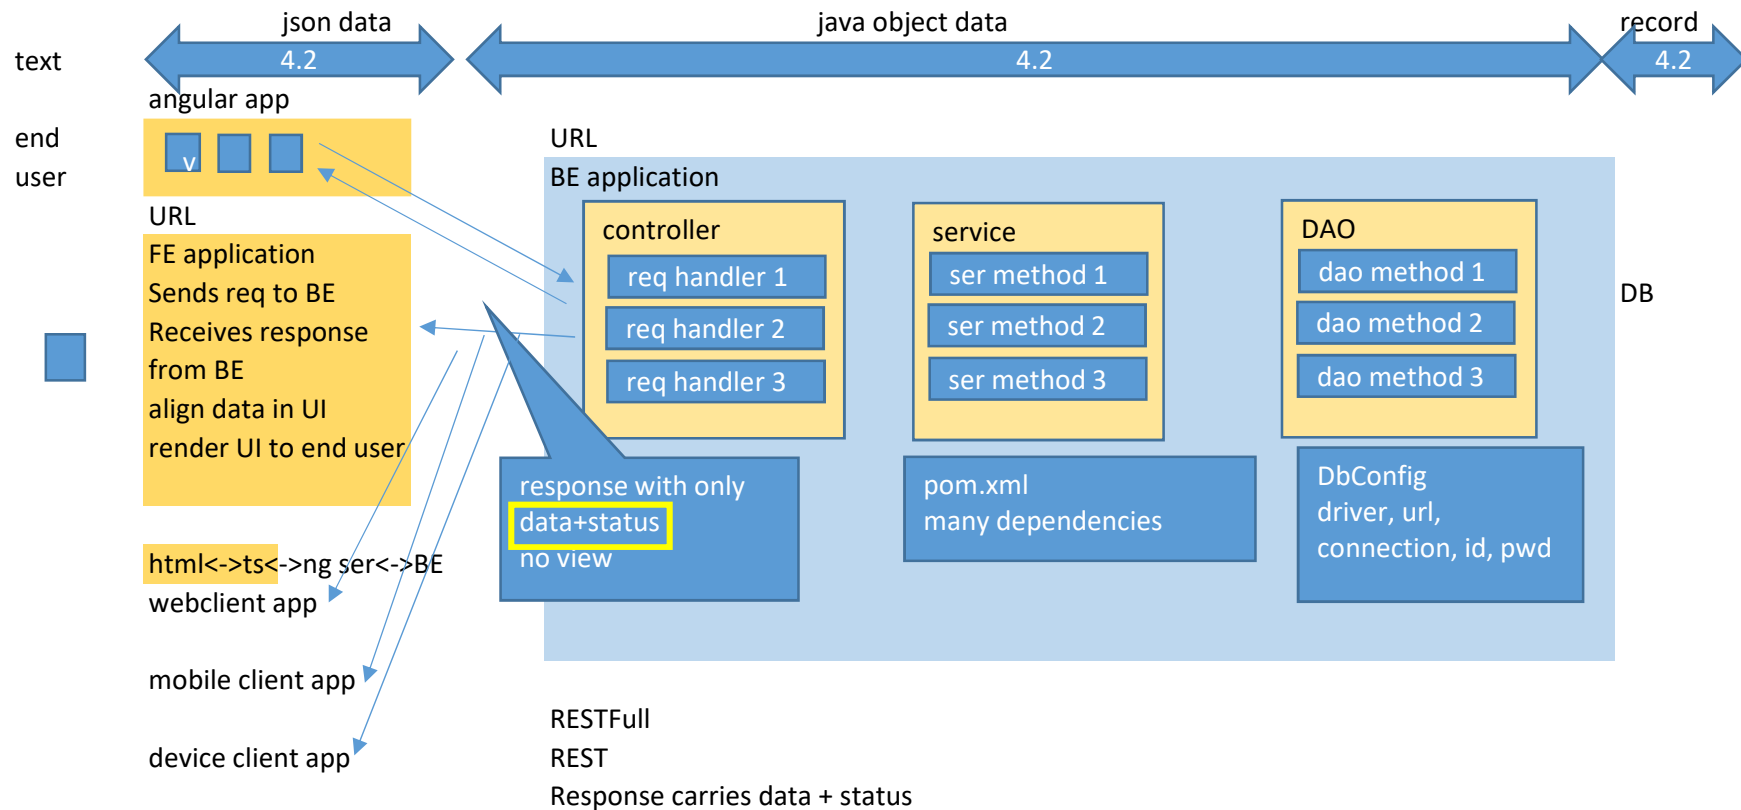 json data
java object data
record
text
4.2
4.2
4.2
angular app
end
user
v
URL
FE application
Sends req to BE
Receives response
from BE
align data in UI
render UI to end user
html<->ts<->ng ser<->BE
webclient app
mobile client app
device client app
URL
BE application
controller
req handler 1
req handler 2
req handler 3
service
ser method 1
ser method 2
ser method 3
DAO
dao method 1
dao method 2
dao method 3
DB
response with only
data+status
no view
pom.xml
many dependencies
DbConfig
driver, url,
connection, id, pwd
RESTFull
REST
Response carries data + status